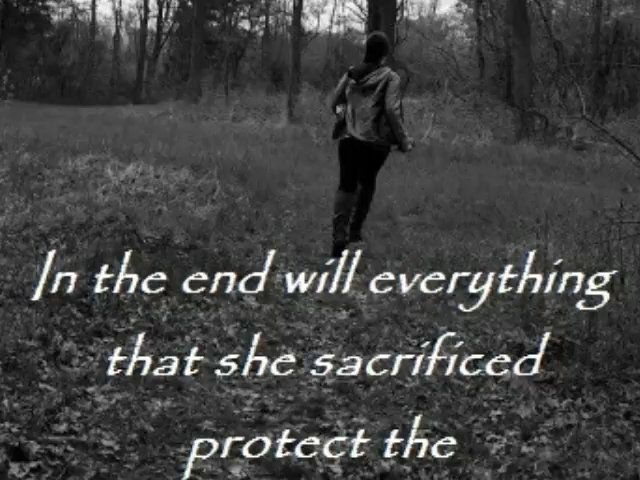 In the end will everything
that she sacrificed
protect the